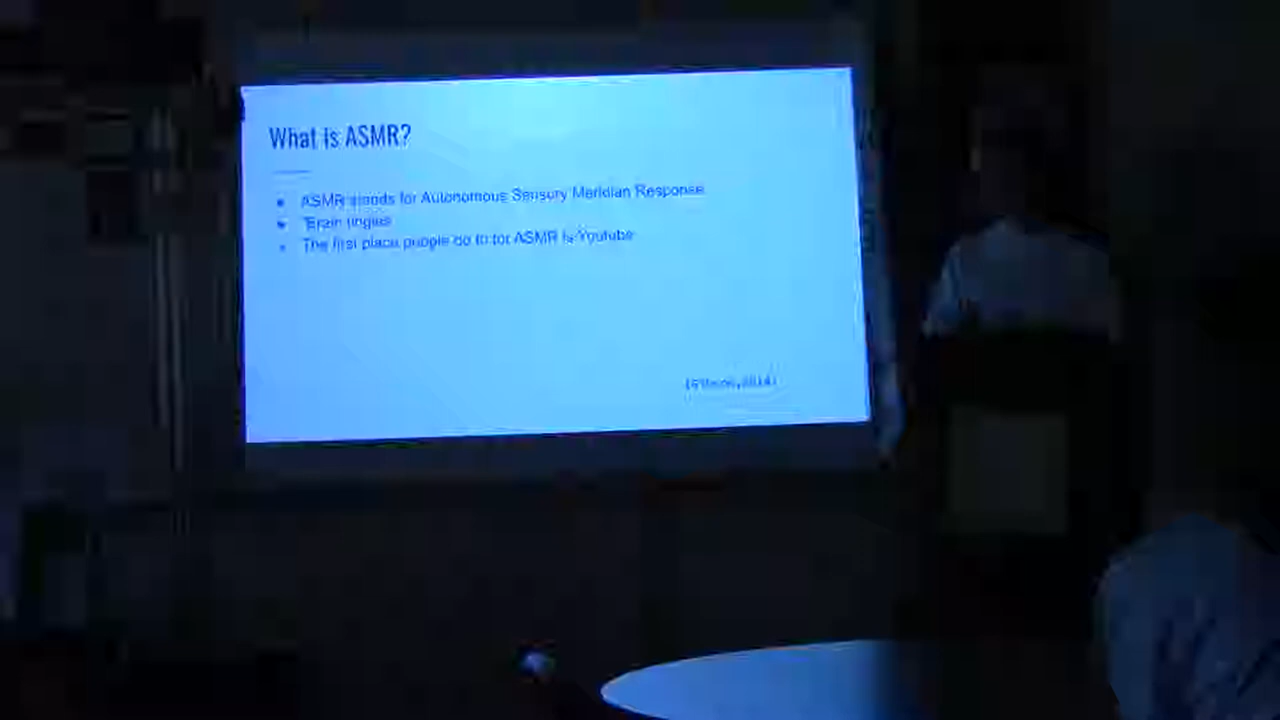 What is ASMR?
ASMR stands for Autonomous Sensory Meridian Response
"Brain tingles
The first place people go to for ASMR is Youtube